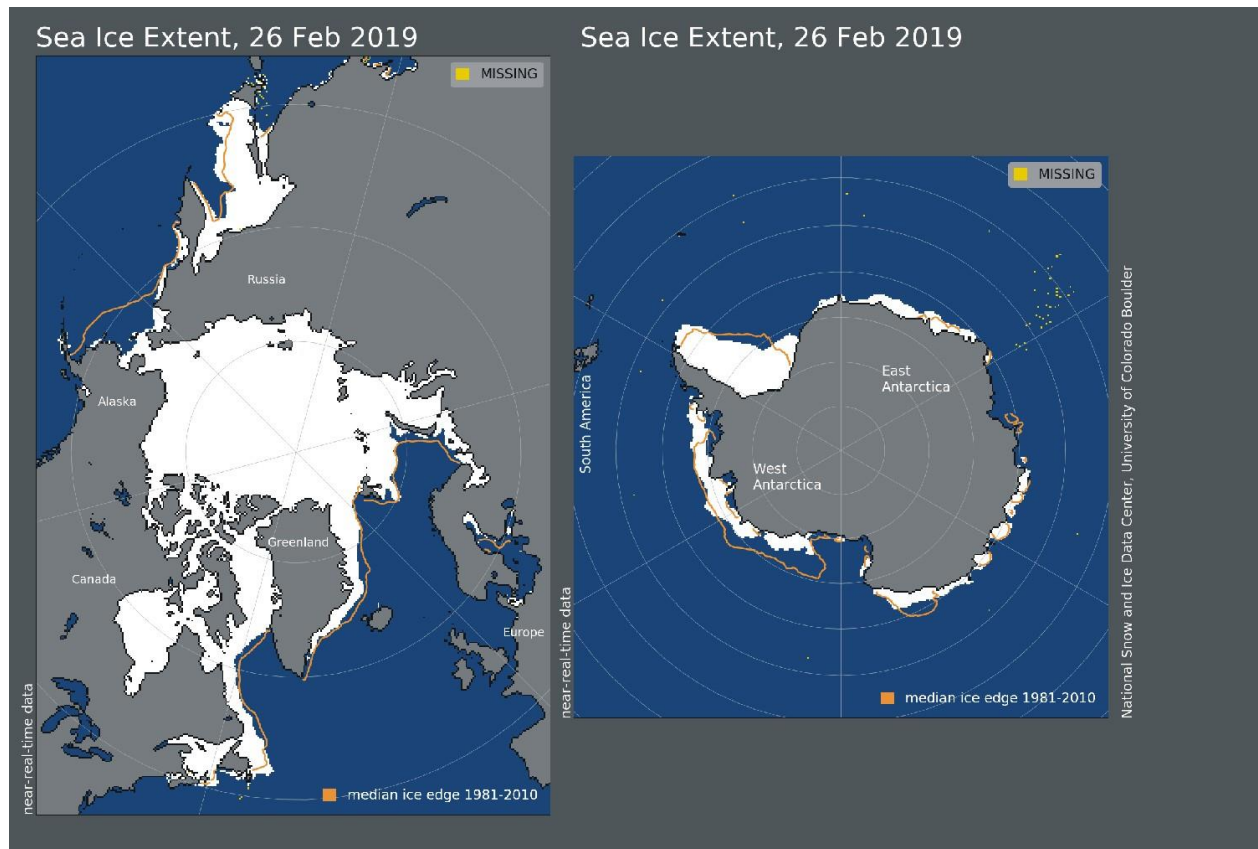 Sea Ice Extent, 26 Feb 2019
MISSING
Russia
Alaska
Greenland
Canada
Europe
near-real-time data
median ice edge 1981-2010
Sea Ice Extent, 26 Feb 2019
MISSING
East
Antarctica
West
Antarctica
South America
near-real-time data
median ice edge 1981-2010
National Snow and Ice Data Center, University of Colorado Boulder